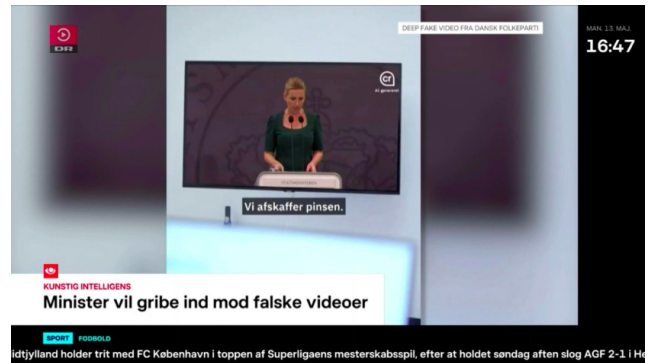 DR
DEEP FAKE VIDEO FRA DANSK FOLKEPARTI
MAN. 13. MAJ.
16:47
cr
AI generated
Vi afskaffer pinsen.
KUNSTIG INTELLIGENS
Minister vil gribe ind mod falske videoer
SPORT FODBOLD
idtjylland holder trit med FC København i toppen af Superligaens mesterskabsspil, efter at holdet søndag aften slog AGF 2-1 i He